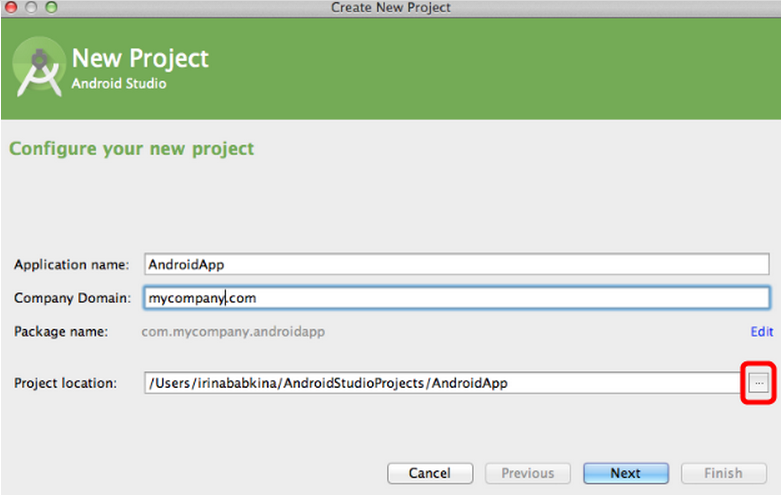 Create New Project
New Project
Android Studio
Configure your new project
Application name: AndroidApp
Company Domain: mycompany.com
Package name: com.mycompany.androidapp Edit
Project location: /Users/irinababkina/AndroidStudioProjects/AndroidApp ...
Cancel Previous Next Finish